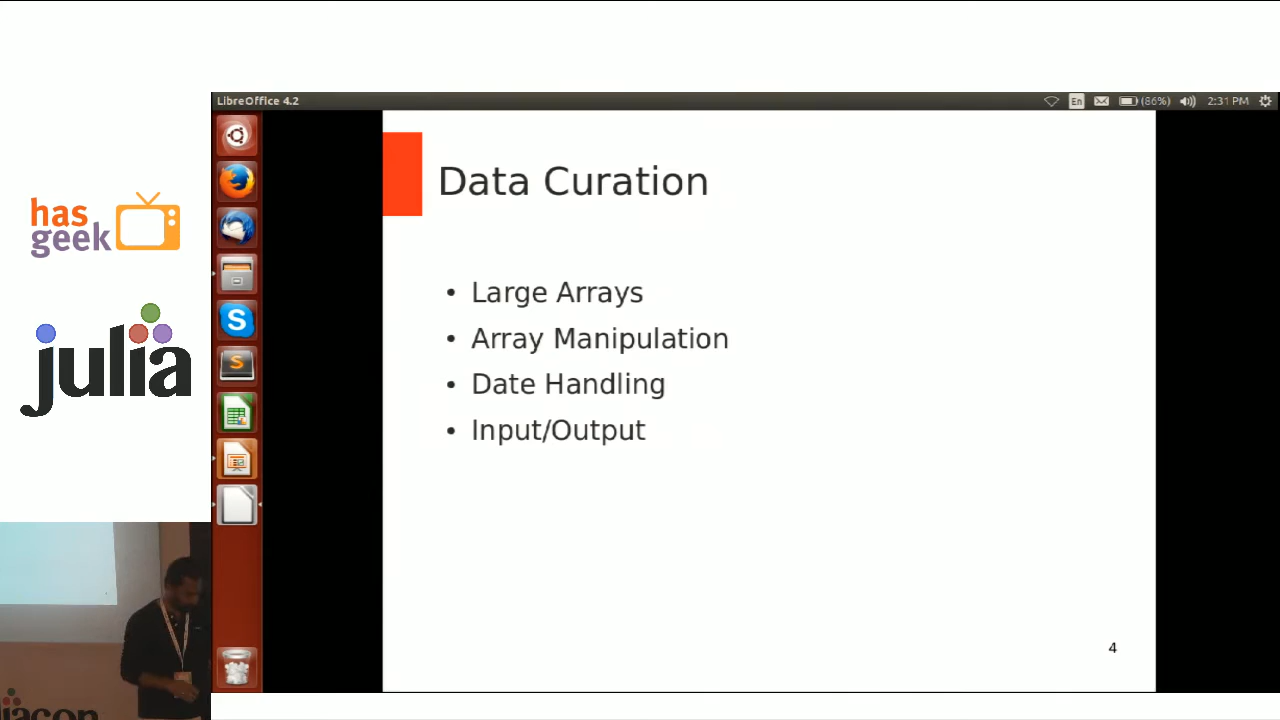 LibreOffice 4.2
En
(86%)
2:31 PM
has
geek
julia
Data Curation
• Large Arrays
• Array Manipulation
• Date Handling
• Input/Output
4
S
S
iacon